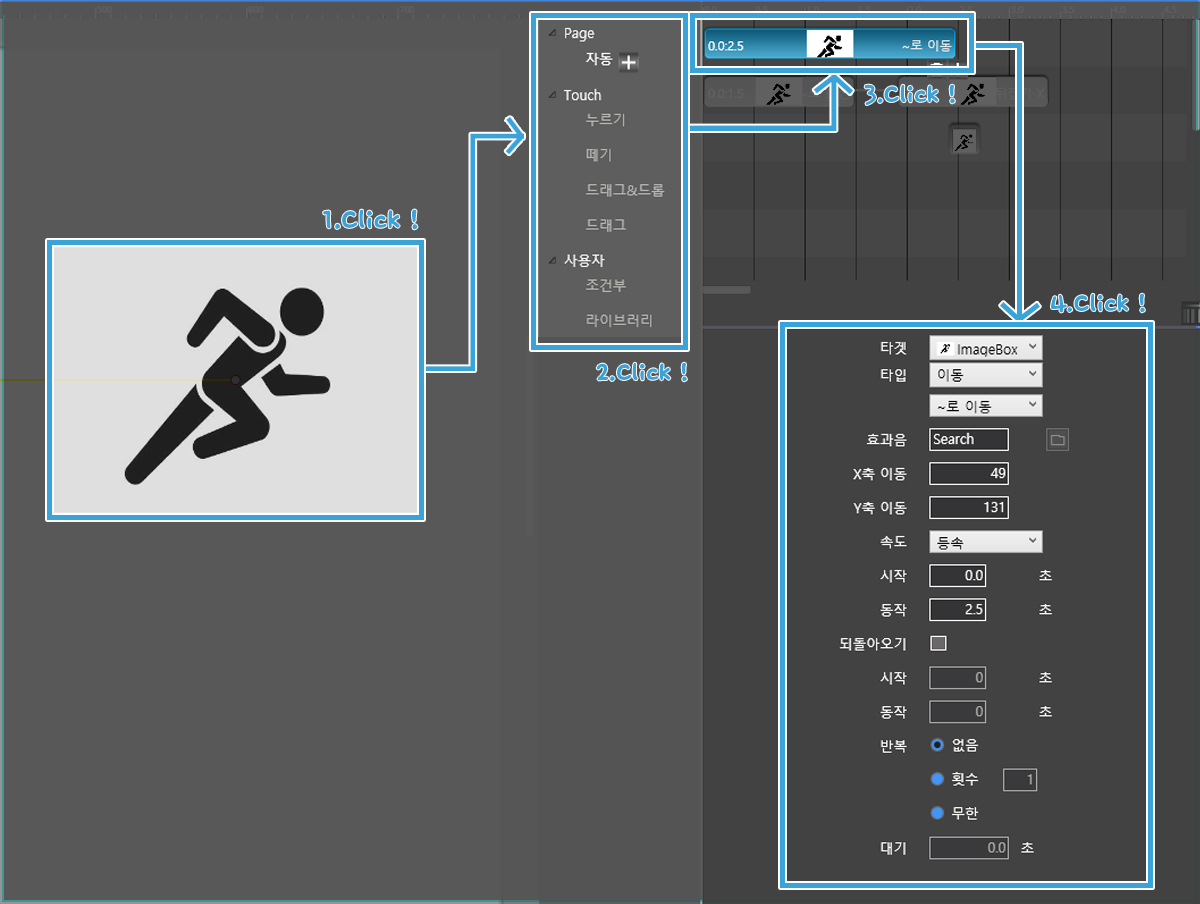 500
600
700
Page
자동
Touch
누르기
떼기
드래그&드롭
드래그
사용자
조건부
라이브러리
0.0:2.5
~로 이동
1.Click !
2.Click !
3.Click !
4.Click !
타겟 ImageBox
타입 이동
~로 이동
효과음 Search
X축 이동 49
Y축 이동 131
속도 등속
시작 0.0 초
동작 2.5 초
되돌아오기
시작 0 초
동작 0 초
반복 없음
횟수 1
무한
대기 0.0 초